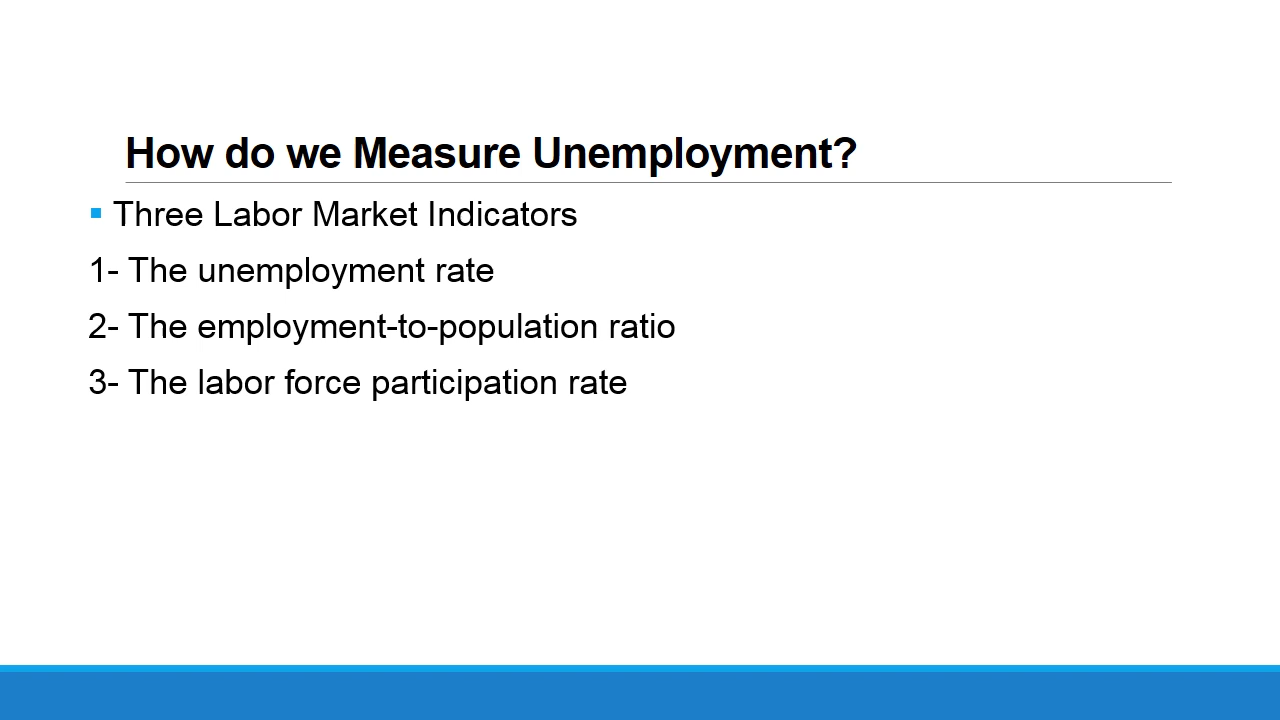 How do we Measure Unemployment?
▪ Three Labor Market Indicators
1- The unemployment rate
2- The employment-to-population ratio
3- The labor force participation rate